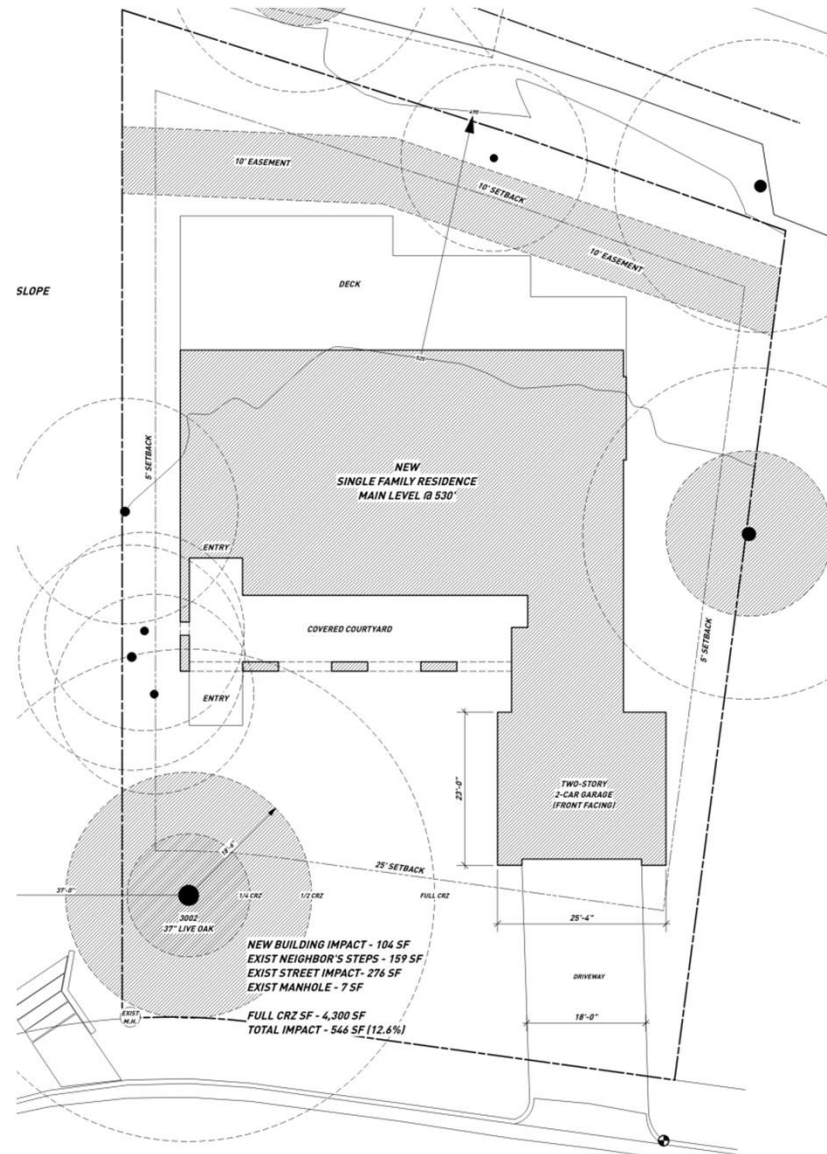 495
10' EASEMENT
10' SETBACK
10' EASEMENT
SLOPE
DECK
525
NEW
SINGLE FAMILY RESIDENCE
MAIN LEVEL @ 530'
5' SETBACK
ENTRY
COVERED COURTYARD
5' SETBACK
ENTRY
23'-0"
TWO-STORY
2-CAR GARAGE
(FRONT FACING)
18'-6"
25' SETBACK
37'-0"
1/4 CRZ
1/2 CRZ
FULL CRZ
3002
37" LIVE OAK
25'-4"
NEW BUILDING IMPACT - 104 SF
EXIST NEIGHBOR'S STEPS - 159 SF
EXIST STREET IMPACT- 276 SF
EXIST MANHOLE - 7 SF
DRIVEWAY
EXIST
M.H.
FULL CRZ SF - 4,300 SF
TOTAL IMPACT - 546 SF (12.6%)
18'-0"